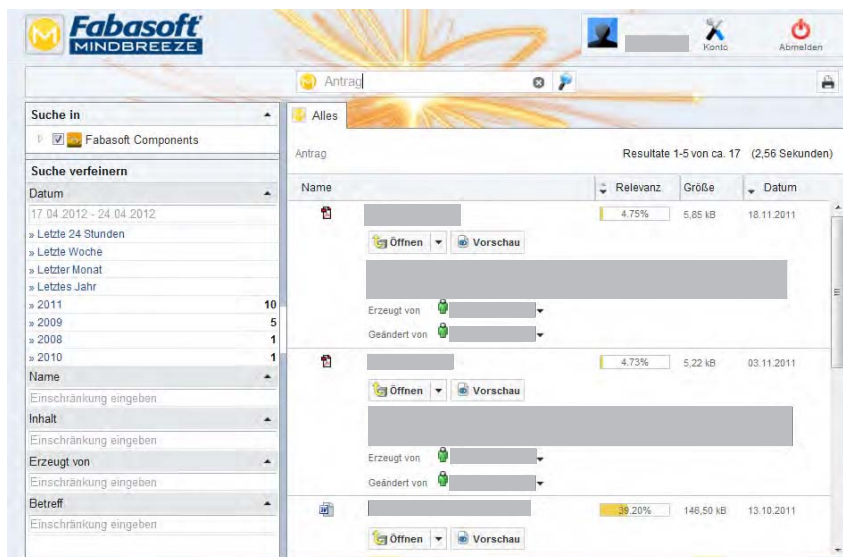 Fabasoft
MINDBREEZE
Konto
Abmelden
Antrag
Suche in
Fabasoft Components
Suche verfeinern
Datum
17.04.2012 - 24.04.2012
» Letzte 24 Stunden
» Letzte Woche
» Letzter Monat
» Letztes Jahr
» 2011 10
» 2009 5
» 2008 1
» 2010 1
Name
Einschränkung eingeben
Inhalt
Einschränkung eingeben
Erzeugt von
Einschränkung eingeben
Betreff
Einschränkung eingeben
Alles
Antrag Resultate 1-5 von ca. 17 (2,56 Sekunden)
Name Relevanz Größe Datum
4.75% 5,85 kB 18.11.2011
Öffnen Vorschau
Erzeugt von
Geändert von
4.73% 5,22 kB 03.11.2011
Öffnen Vorschau
Erzeugt von
Geändert von
39.20% 146,50 kB 13.10.2011
Öffnen Vorschau